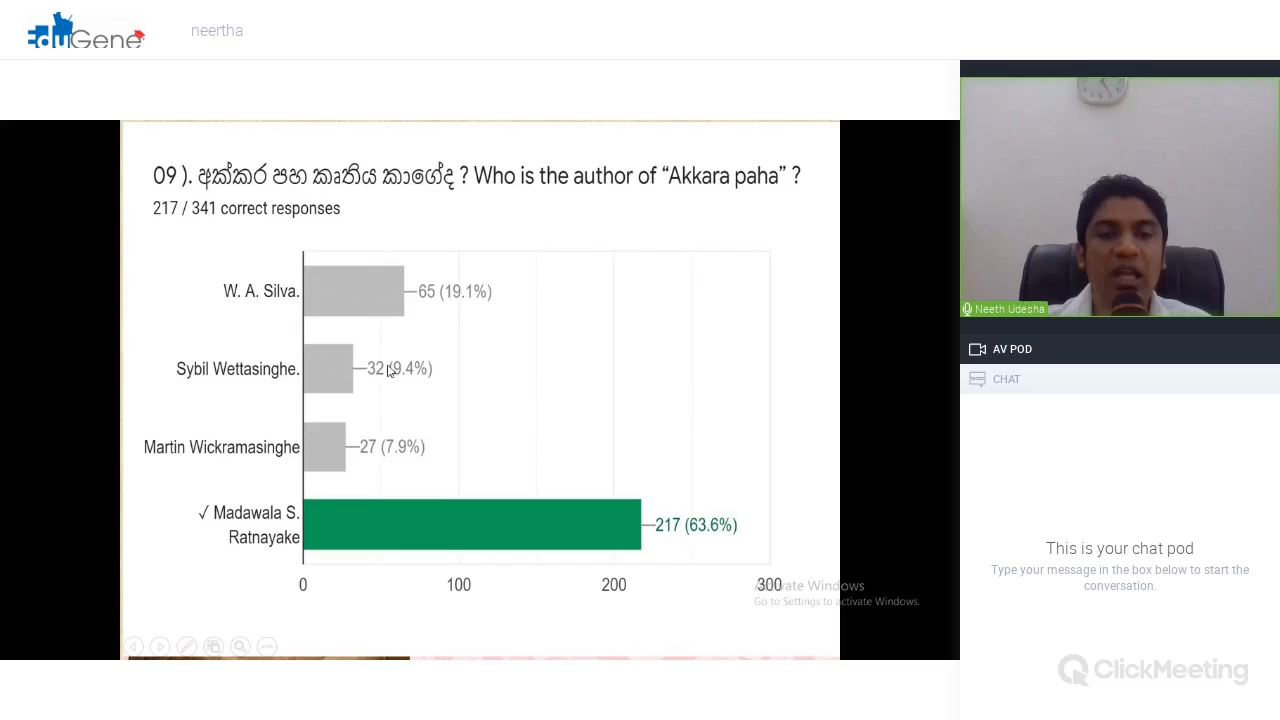 EduGene
neertha
09 ). අක්කර පහ කෘතිය කාගේද ? Who is the author of “Akkara paha” ?
217 / 341 correct responses
W. A. Silva.
65 (19.1%)
Sybil Wettasinghe.
32 (9.4%)
Martin Wickramasinghe
27 (7.9%)
✓ Madawala S.
Ratnayake
217 (63.6%)
0
100
200
300
Activate Windows
Go to Settings to activate Windows.
Neeth Udesha
AV POD
CHAT
This is your chat pod
Type your message in the box below to start the
conversation.
ClickMeeting